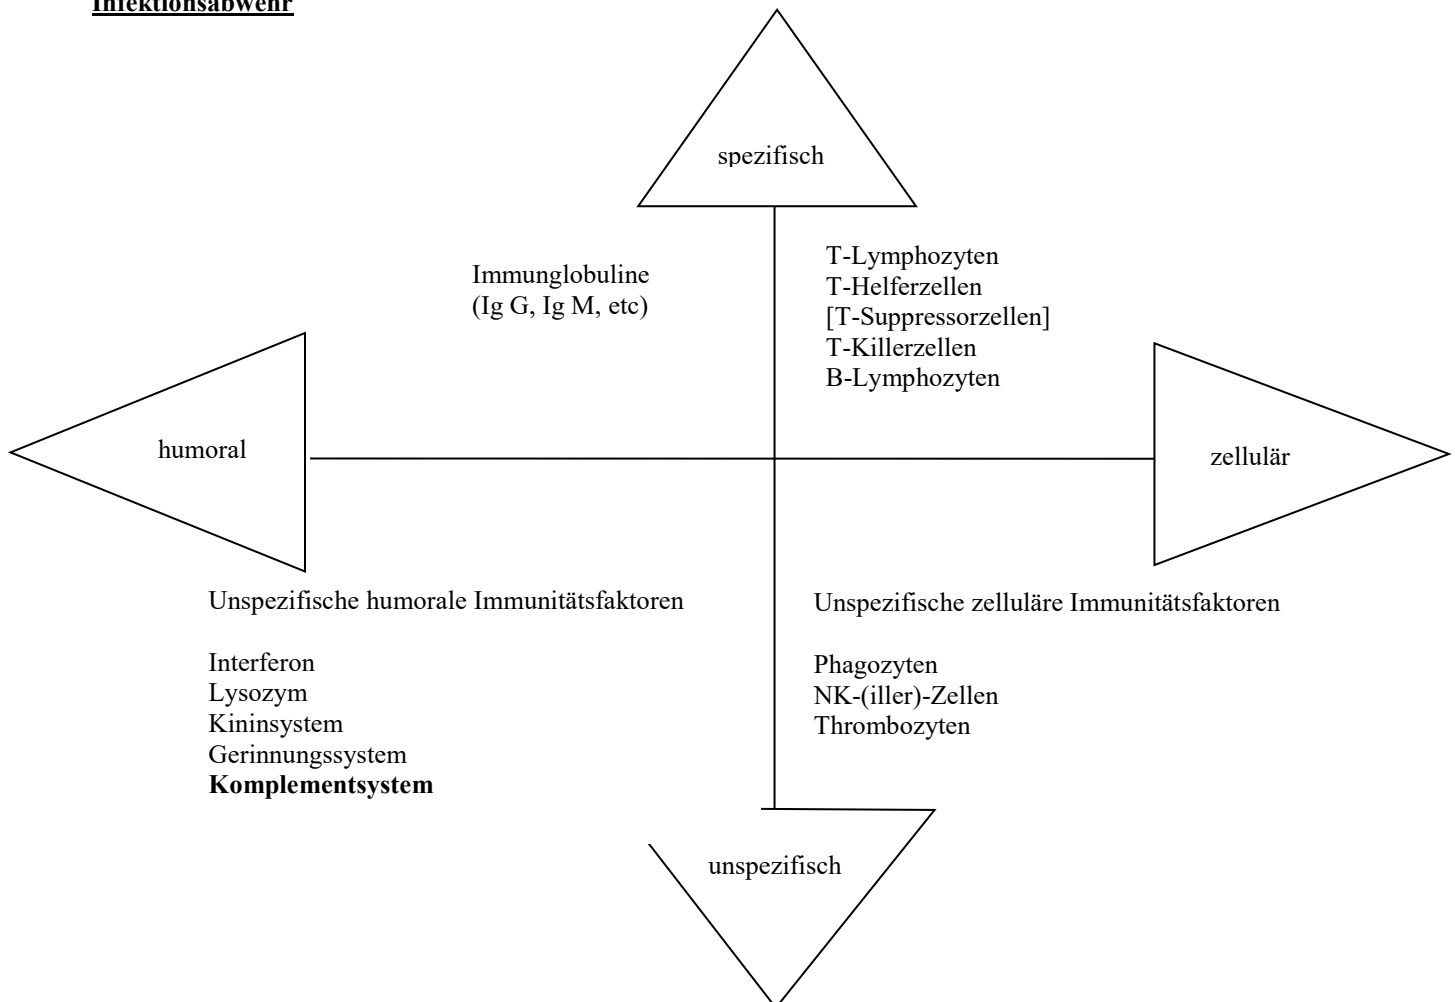 Infektionsabwehr
spezifisch
Immunglobuline
(Ig G, Ig M, etc)
T-Lymphozyten
T-Helferzellen
[T-Suppressorzellen]
T-Killerzellen
B-Lymphozyten
humoral
zellulär
Unspezifische humorale Immunitätsfaktoren
Interferon
Lysozym
Kininsystem
Gerinnungssystem
Komplementsystem
Unspezifische zelluläre Immunitätsfaktoren
Phagozyten
NK-(iller)-Zellen
Thrombozyten
unspezifisch